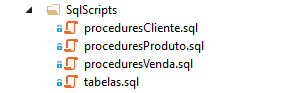 SqlScripts
proceduresCliente.sql
proceduresProduto.sql
proceduresVenda.sql
tabelas.sql